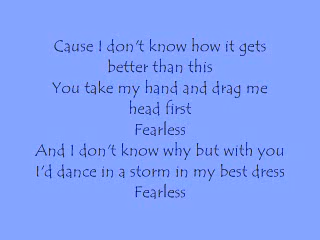 Cause I don't know how it gets
better than this
You take my hand and drag me
head first
Fearless
And I don't know why but with you
I'd dance in a storm in my best dress
Fearless